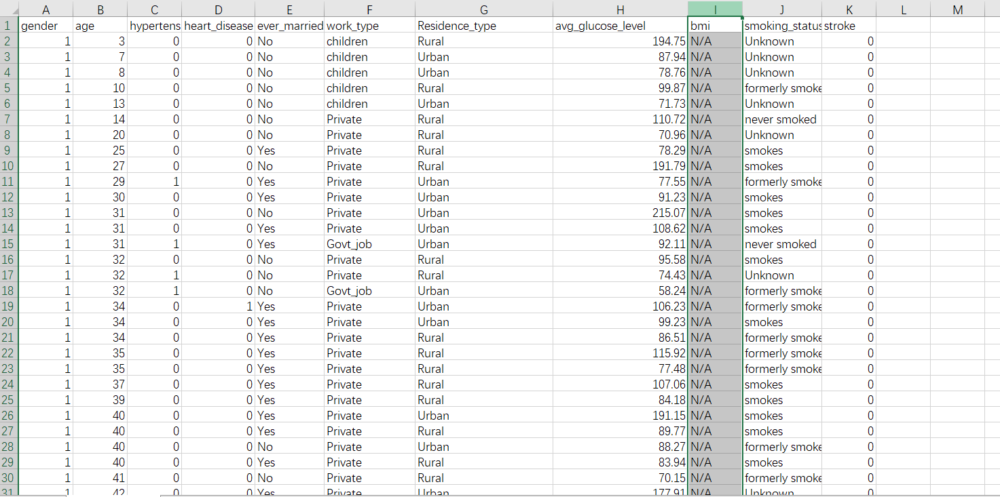 A B C D E F G H I J K L M
1 gender age hypertens heart_disease ever_married work_type Residence_type avg_glucose_level bmi smoking_status stroke
2 1 3 0 0 No children Rural 194.75 N/A Unknown 0
3 1 7 0 0 No children Urban 87.94 N/A Unknown 0
4 1 8 0 0 No children Urban 78.76 N/A Unknown 0
5 1 10 0 0 No children Rural 99.87 N/A formerly smoke 0
6 1 13 0 0 No children Urban 71.73 N/A Unknown 0
7 1 14 0 0 No Private Rural 110.72 N/A never smoked 0
8 1 20 0 0 No Private Rural 70.96 N/A Unknown 0
9 1 25 0 0 Yes Private Rural 78.29 N/A smokes 0
10 1 27 0 0 No Private Rural 191.79 N/A smokes 0
11 1 29 1 0 Yes Private Urban 77.55 N/A formerly smoke 0
12 1 30 0 0 Yes Private Urban 91.23 N/A smokes 0
13 1 31 0 0 No Private Urban 215.07 N/A smokes 0
14 1 31 0 0 Yes Private Urban 108.62 N/A smokes 0
15 1 31 1 0 Yes Govt_job Urban 92.11 N/A never smoked 0
16 1 32 0 0 No Private Rural 95.58 N/A smokes 0
17 1 32 1 0 No Private Rural 74.43 N/A Unknown 0
18 1 32 1 0 No Govt_job Urban 58.24 N/A formerly smoke 0
19 1 34 0 1 Yes Private Urban 106.23 N/A formerly smoke 0
20 1 34 0 0 Yes Private Urban 99.23 N/A smokes 0
21 1 34 0 0 Yes Private Rural 86.51 N/A formerly smoke 0
22 1 35 0 0 Yes Private Rural 115.92 N/A formerly smoke 0
23 1 35 0 0 Yes Private Rural 77.48 N/A formerly smoke 0
24 1 37 0 0 Yes Private Rural 107.06 N/A smokes 0
25 1 39 0 0 Yes Private Rural 84.18 N/A smokes 0
26 1 40 0 0 Yes Private Urban 191.15 N/A smokes 0
27 1 40 0 0 Yes Private Rural 89.77 N/A smokes 0
28 1 40 0 0 No Private Urban 88.27 N/A formerly smoke 0
29 1 40 0 0 Yes Private Rural 83.94 N/A smokes 0
30 1 41 0 0 No Private Rural 70.15 N/A formerly smoke 0
31 1 42 0 0 Yes Private Urban 177.91 N/A Unknown 0